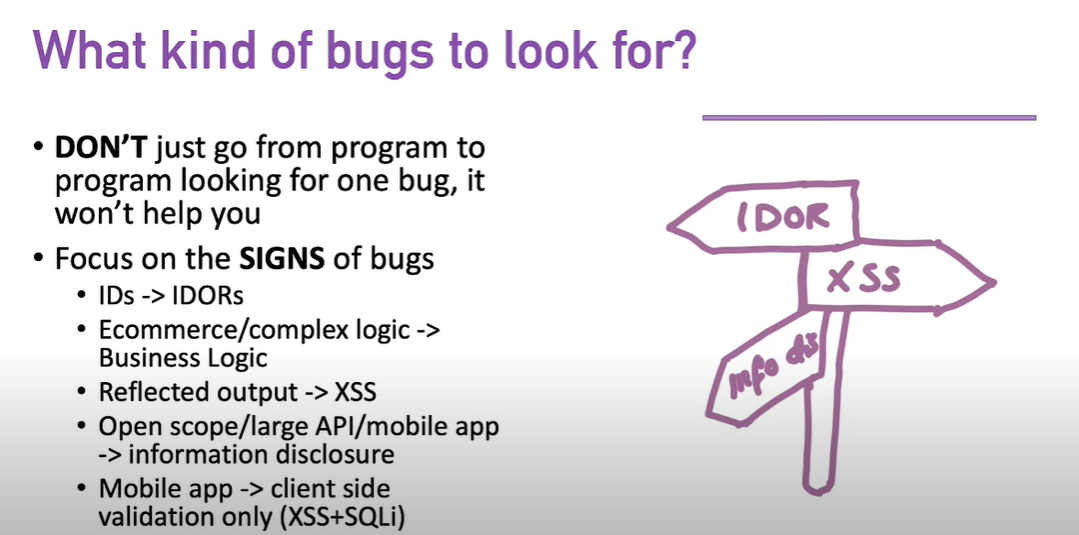 What kind of bugs to look for?
• DON'T just go from program to
program looking for one bug, it
won't help you
• Focus on the SIGNS of bugs
• IDs -> IDORs
• Ecommerce/complex logic ->
Business Logic
• Reflected output -> XSS
• Open scope/large API/mobile app
-> information disclosure
• Mobile app -> client side
validation only (XSS+SQLi)
IDOR
XSS
Info dis